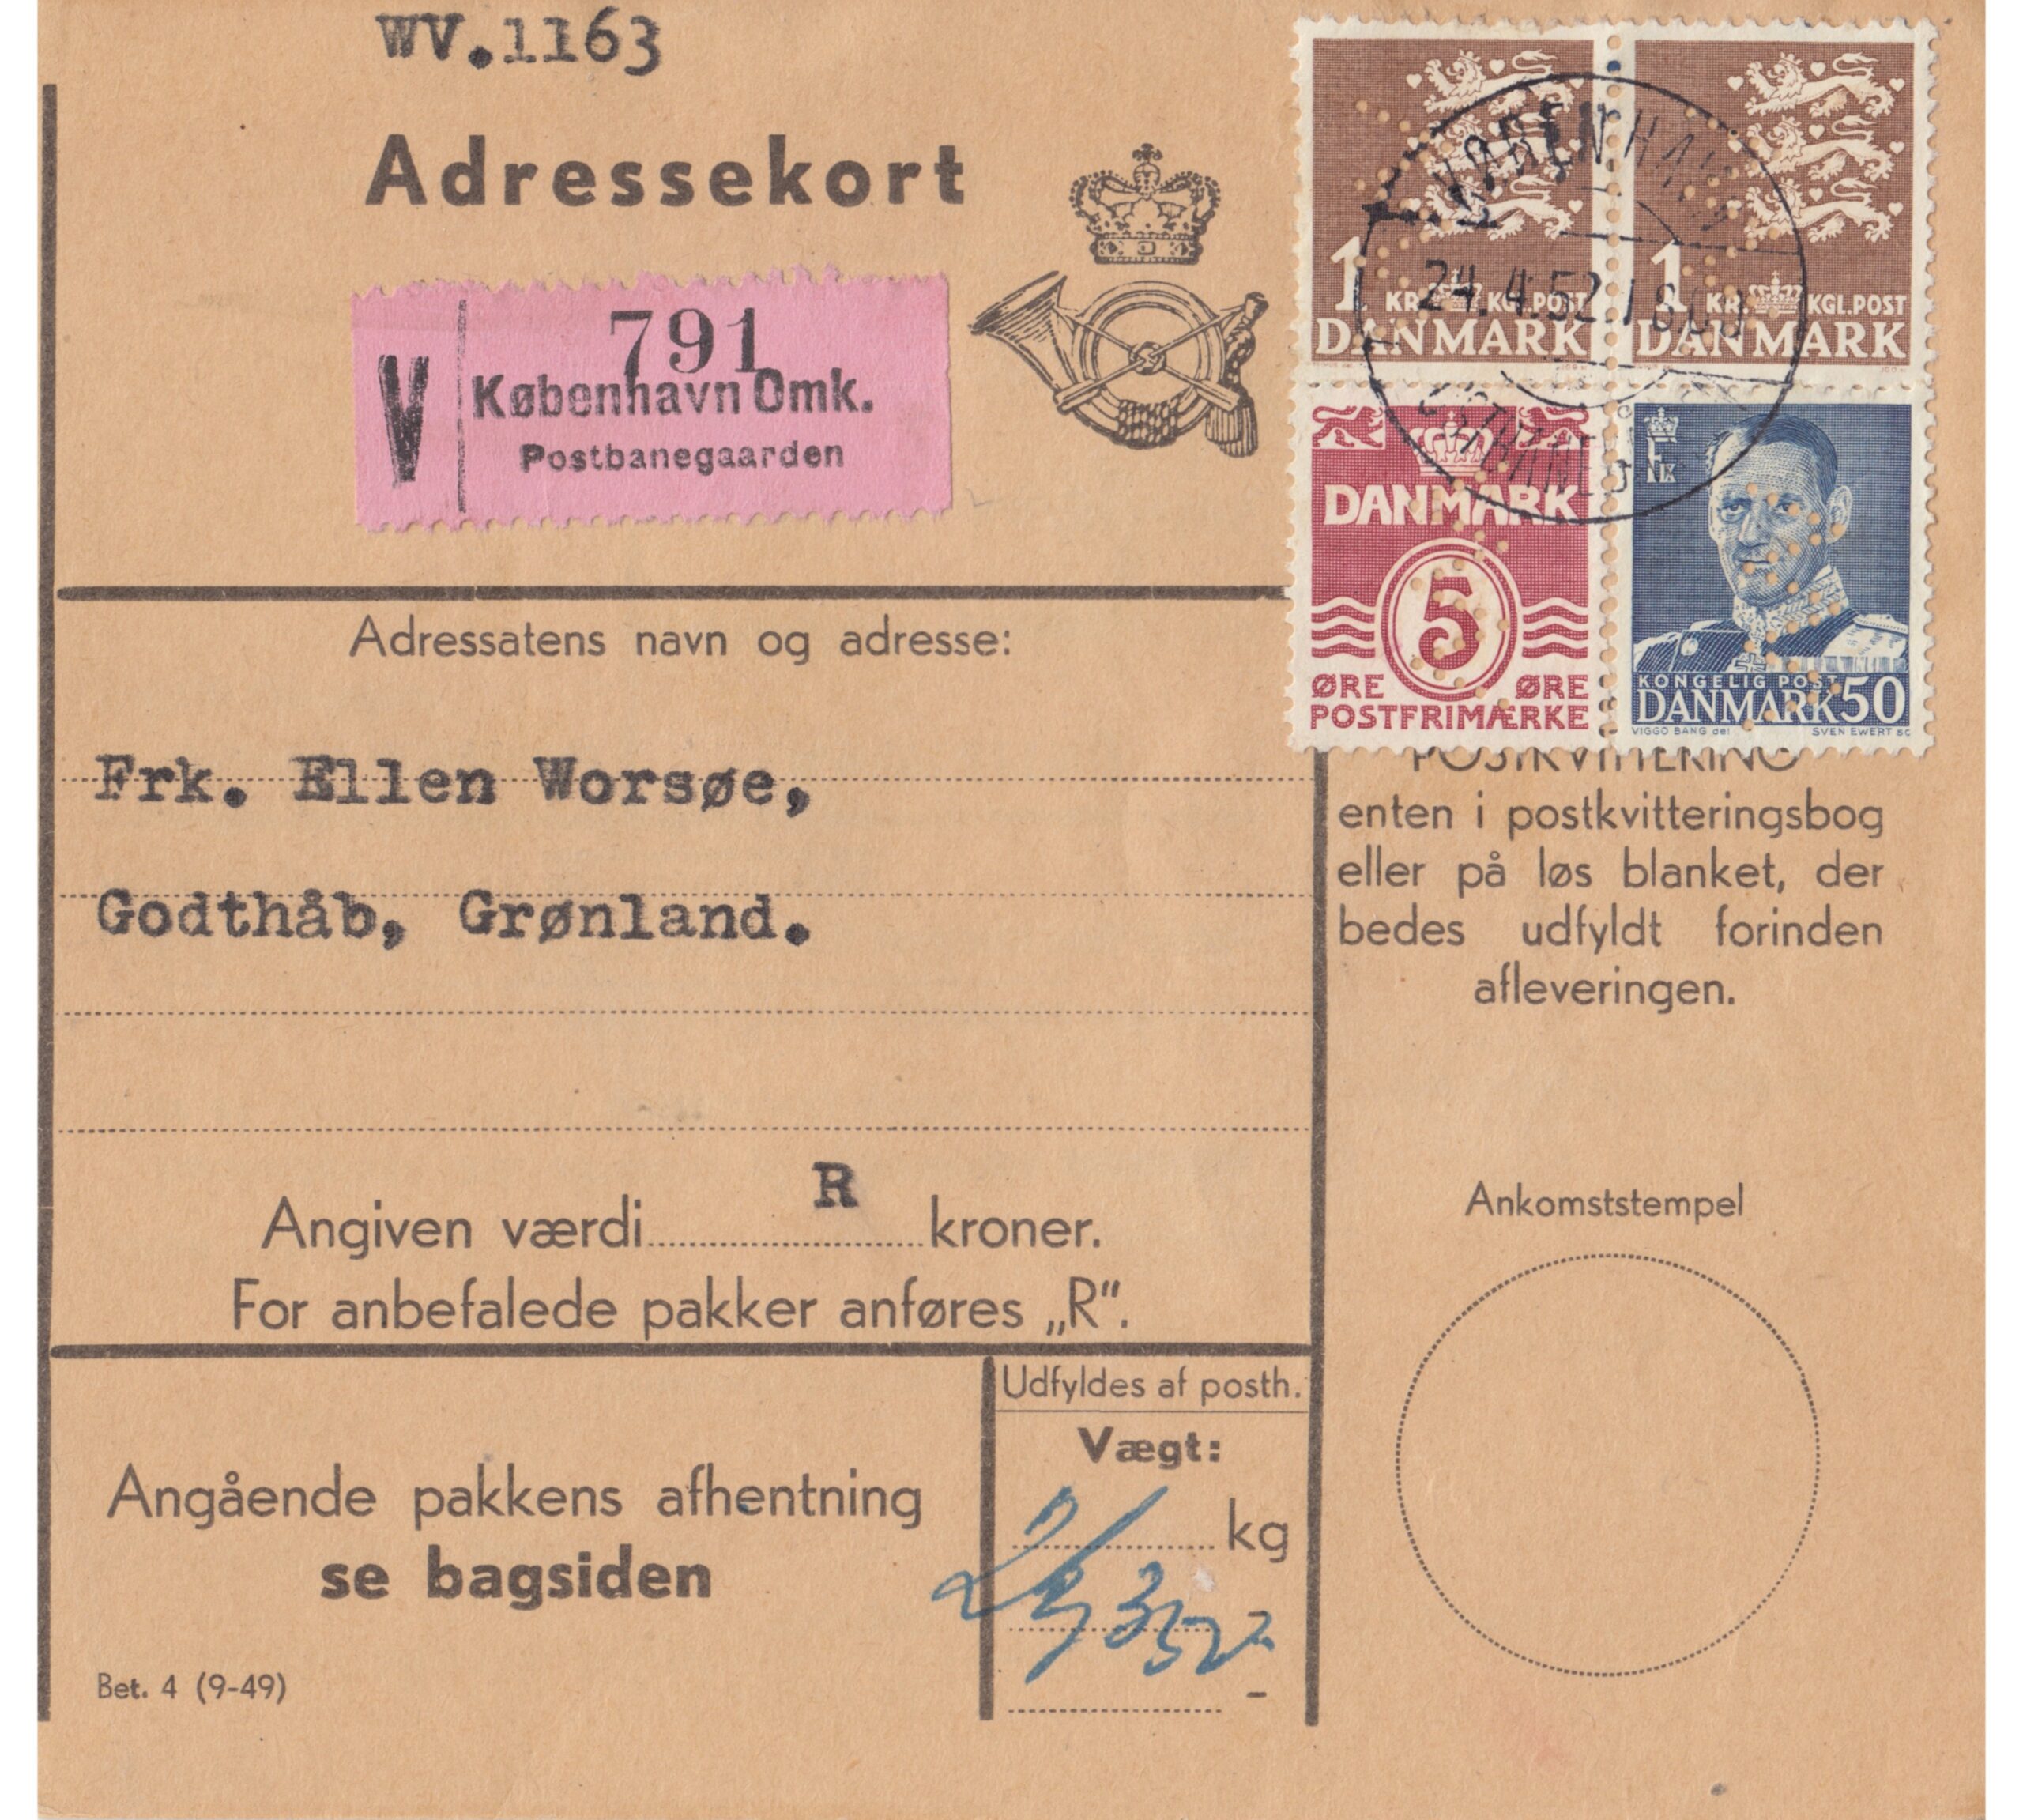 WV.1163
Adressekort
791
V
København Omk.
Postbanegaarden
1 KR. KGL.POST
DANMARK
1 KR. KGL.POST
DANMARK
KØBENHAVN
24.4.52.18
DANMARK
5
ØRE ØRE
POSTFRIMÆRKE
KONGELIG POST
DANMARK 50
VIGGO BANG del SVEN EWERT sc
Adressatens navn og adresse:
Frk. Ellen Worsøe,
Godthåb, Grønland.
POSTKVITTERING
enten i postkvitteringsbog
eller på løs blanket, der
bedes udfyldt forinden
afleveringen.
R
Angiven værdi kroner.
For anbefalede pakker anføres „R".
Ankomststempel
Udfyldes af posth.
Vægt:
kg
Angående pakkens afhentning
se bagsiden
Bet. 4 (9-49)